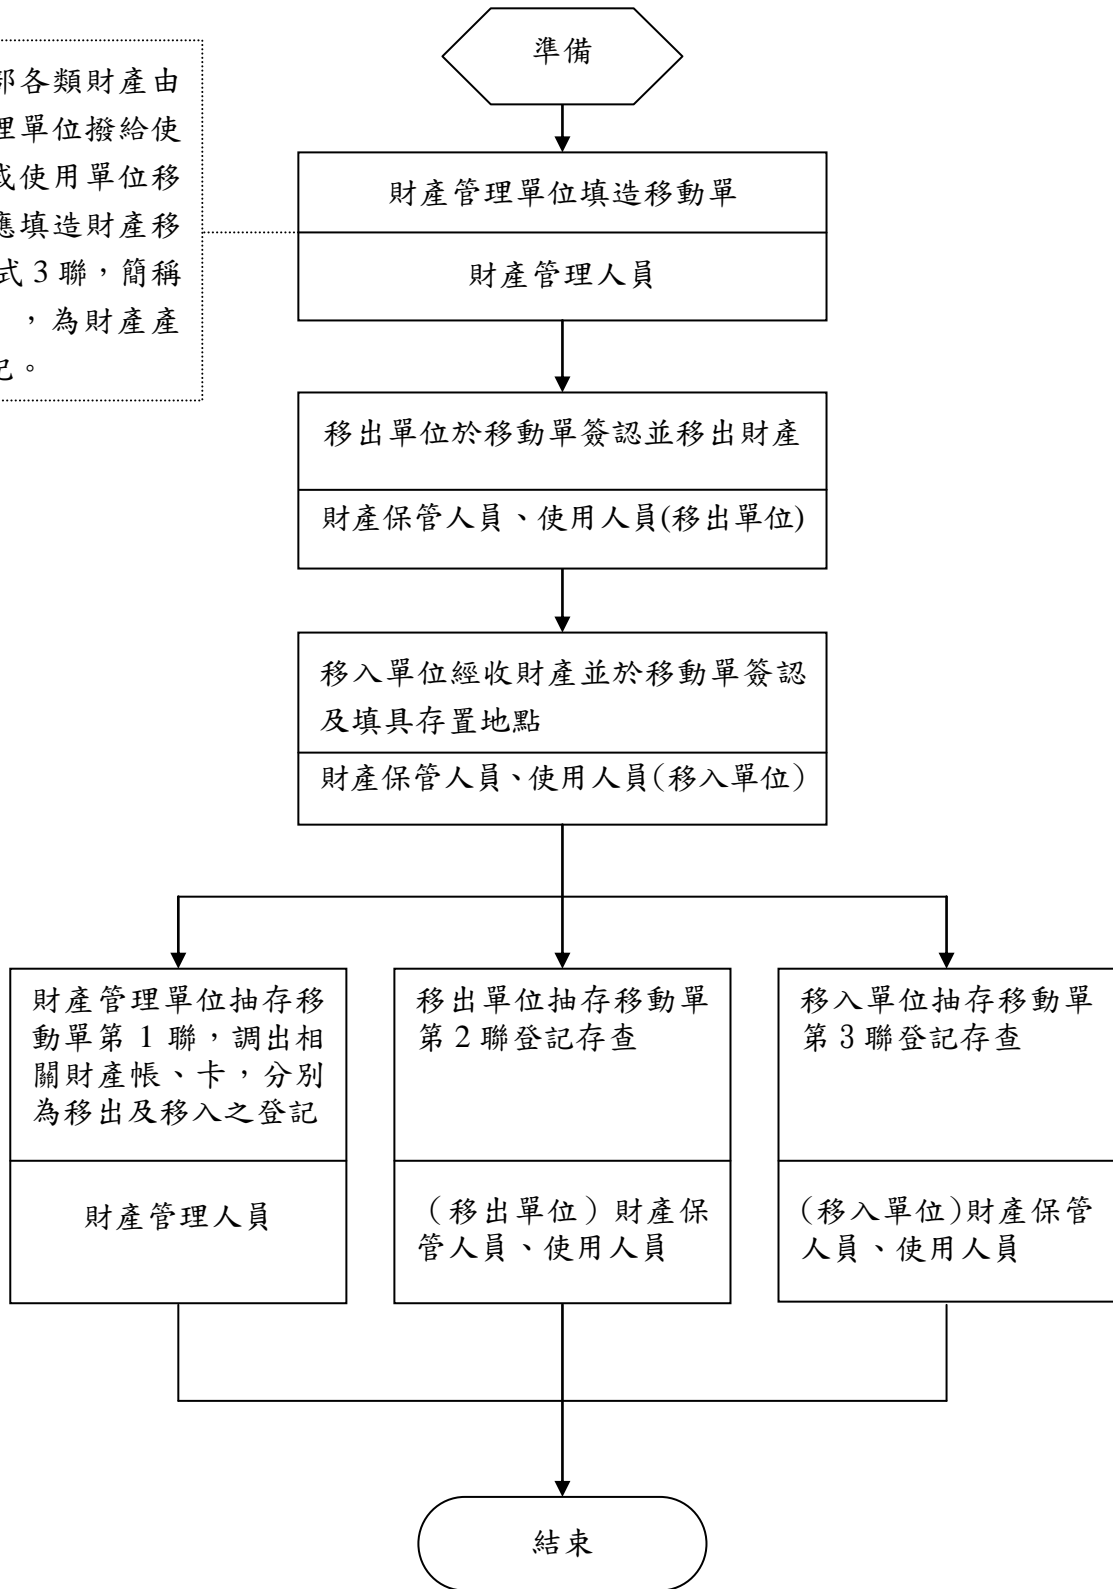 準備
部各類財產由
理單位撥給使
或使用單位移
應填造財產移
式3聯，簡稱
，為財產產
記。
財產管理單位填造移動單
財產管理人員
移出單位於移動單簽認並移出財產
財產保管人員、使用人員(移出單位)
移入單位經收財產並於移動單簽認
及填具存置地點
財產保管人員、使用人員(移入單位)
財產管理單位抽存移
動單第1聯，調出相
關財產帳、卡，分別
為移出及移入之登記
財產管理人員
移出單位抽存移動單
第2聯登記存查
（移出單位）財產保
管人員、使用人員
移入單位抽存移動單
第3聯登記存查
(移入單位)財產保管
人員、使用人員
結束